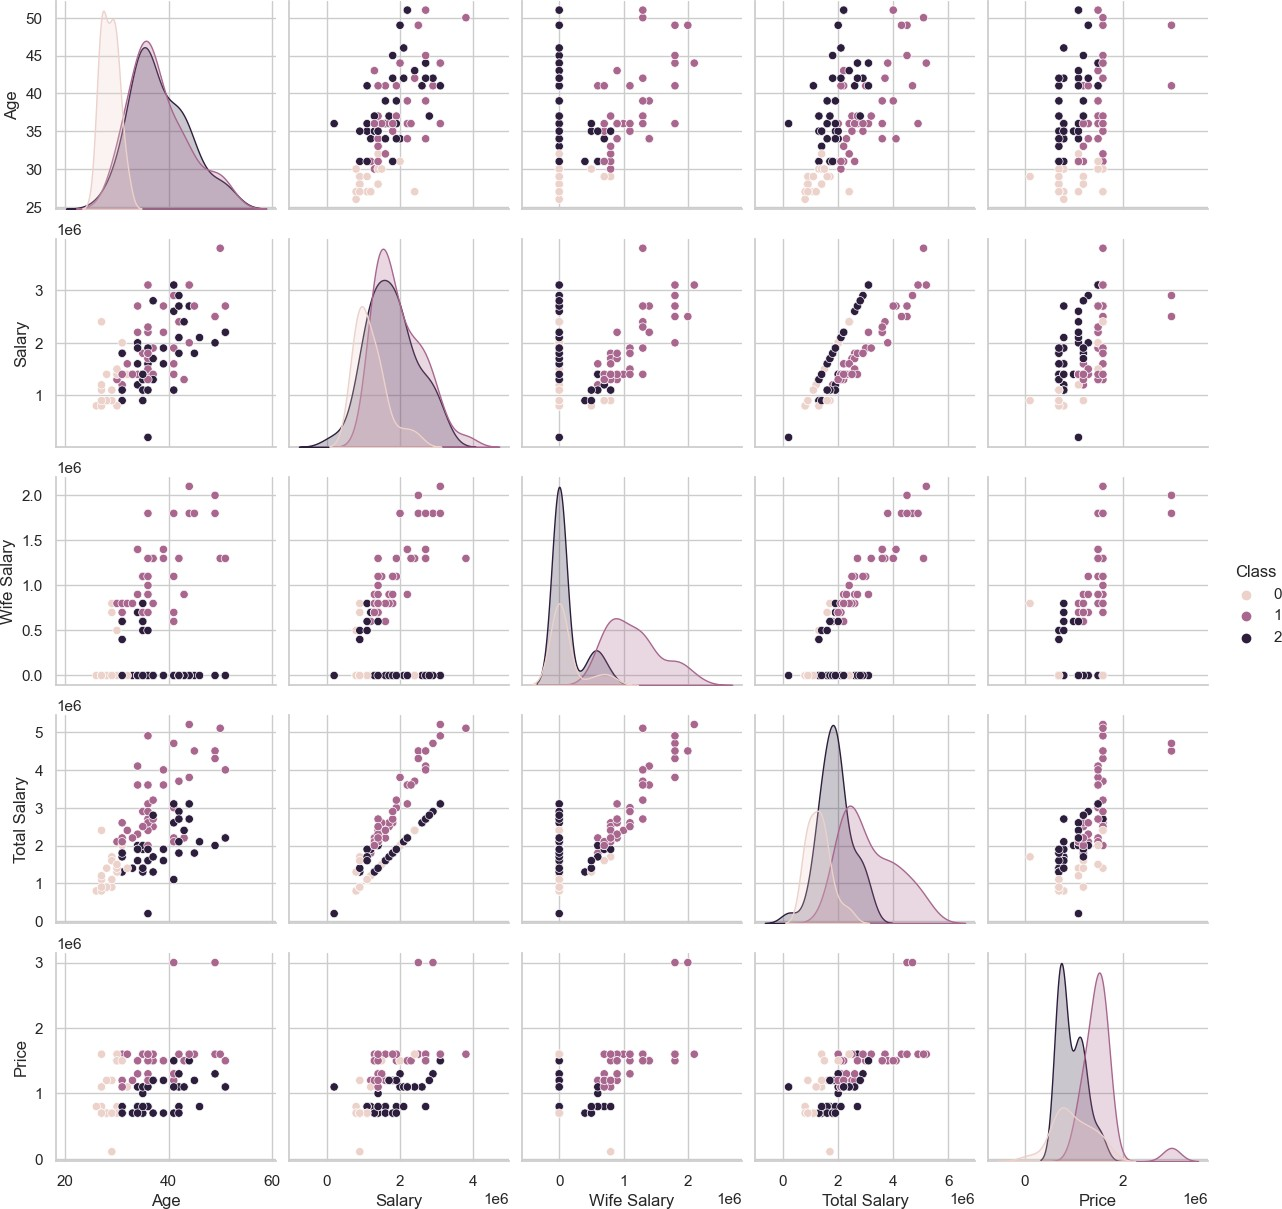 50
45
40
35
30
25
Age
1e6
3
2
1
Salary
1e6
2.0
1.5
1.0
0.5
0.0
Wife Salary
Class
0
1
2
1e6
5
4
3
2
1
0
Total Salary
1e6
3
2
1
0
Price
20 40 60
0 2 4
0 1 2
0 2 4 6
0 2
1e6 1e6 1e6 1e6
Age Salary Wife Salary Total Salary Price